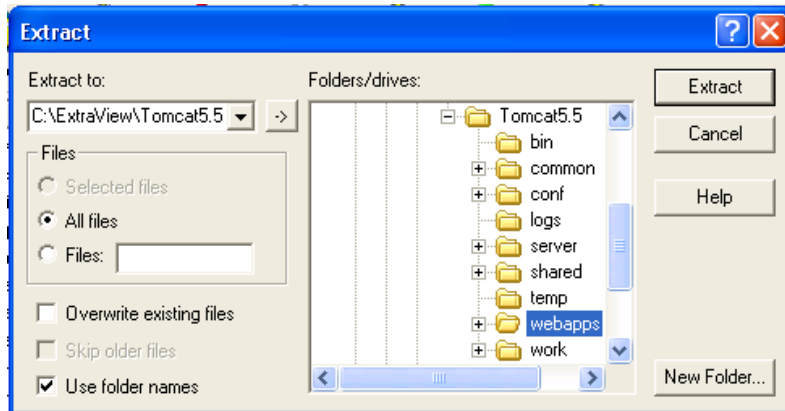 Extract
Extract to:
C:\ExtraView\Tomcat5.5
->
Files
Selected files
All files
Files:
Overwrite existing files
Skip older files
Use folder names
Folders/drives:
Tomcat5.5
bin
common
conf
logs
server
shared
temp
webapps
work
Extract
Cancel
Help
New Folder...